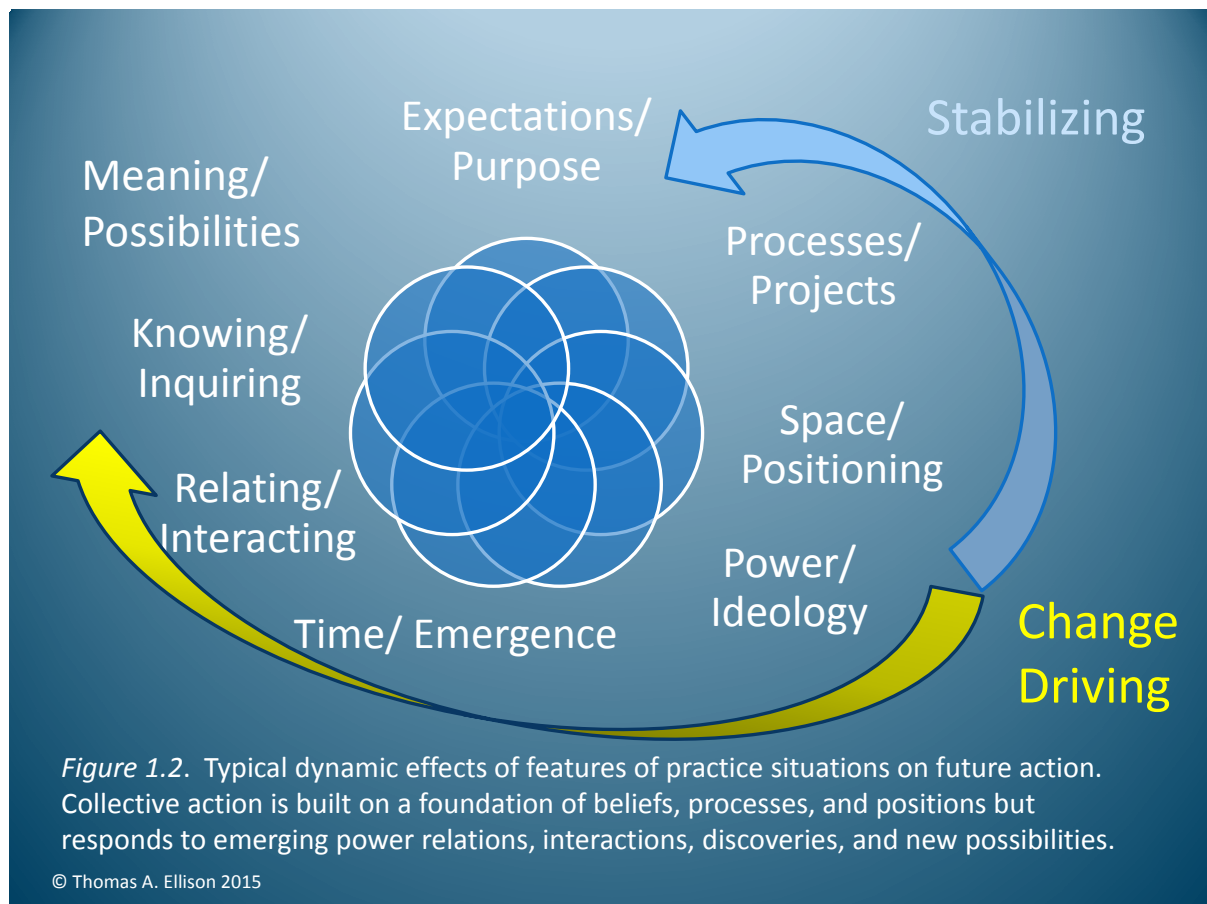 Expectations/
Purpose
Stabilizing
Meaning/
Possibilities
Processes/
Projects
Knowing/
Inquiring
Space/
Positioning
Relating/
Interacting
Power/
Ideology
Time/ Emergence
Change
Driving
Figure 1.2.  Typical dynamic effects of features of practice situations on future action.
Collective action is built on a foundation of beliefs, processes, and positions but
responds to emerging power relations, interactions, discoveries, and new possibilities.
© Thomas A. Ellison 2015